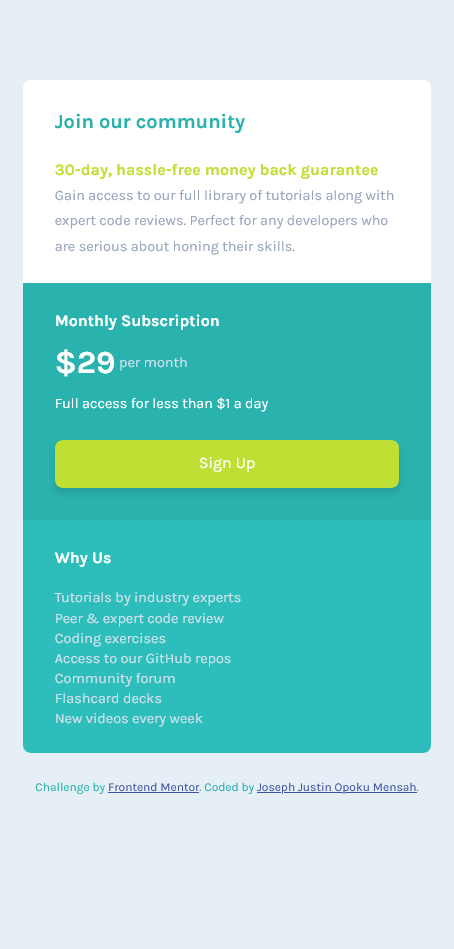 Join our community
30-day, hassle-free money back guarantee
Gain access to our full library of tutorials along with
expert code reviews. Perfect for any developers who
are serious about honing their skills.
Monthly Subscription
$29 per month
Full access for less than $1 a day
Sign Up
Why Us
Tutorials by industry experts
Peer & expert code review
Coding exercises
Access to our GitHub repos
Community forum
Flashcard decks
New videos every week
Challenge by Frontend Mentor. Coded by Joseph Justin Opoku Mensah.